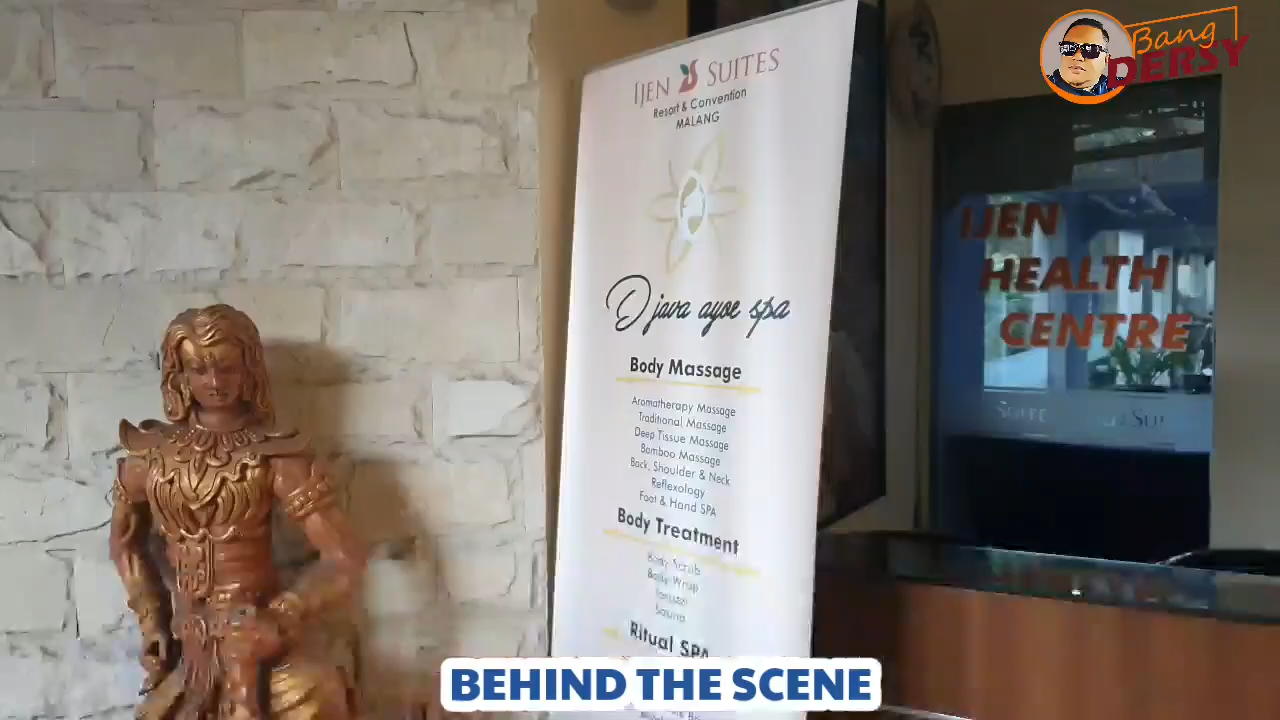 Bang
DERSY
IJEN SUITES
Resort & Convention
MALANG
D'java ayoe spa
Body Massage
Aromatherapy Massage
Traditional Massage
Deep Tissue Massage
Bamboo Massage
Back, Shoulder & Neck
Reflexology
Foot & Hand SPA
Body Treatment
Body Scrub
Body Wrap
Sauna
Ritual SPA
IJEN
HEALTH
CENTRE
BEHIND THE SCENE